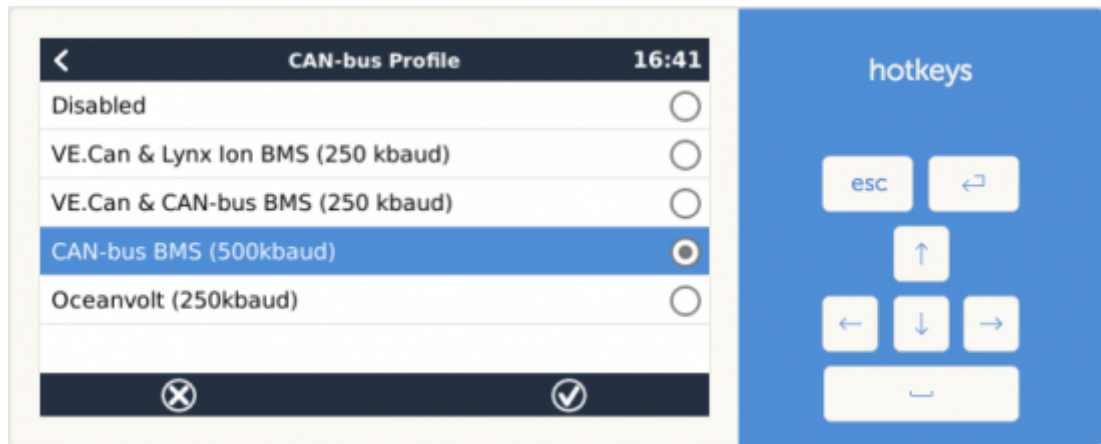 CAN-bus Profile 16:41
Disabled
VE.Can & Lynx Ion BMS (250 kbaud)
VE.Can & CAN-bus BMS (250 kbaud)
CAN-bus BMS (500kbaud)
Oceanvolt (250kbaud)
hotkeys
esc